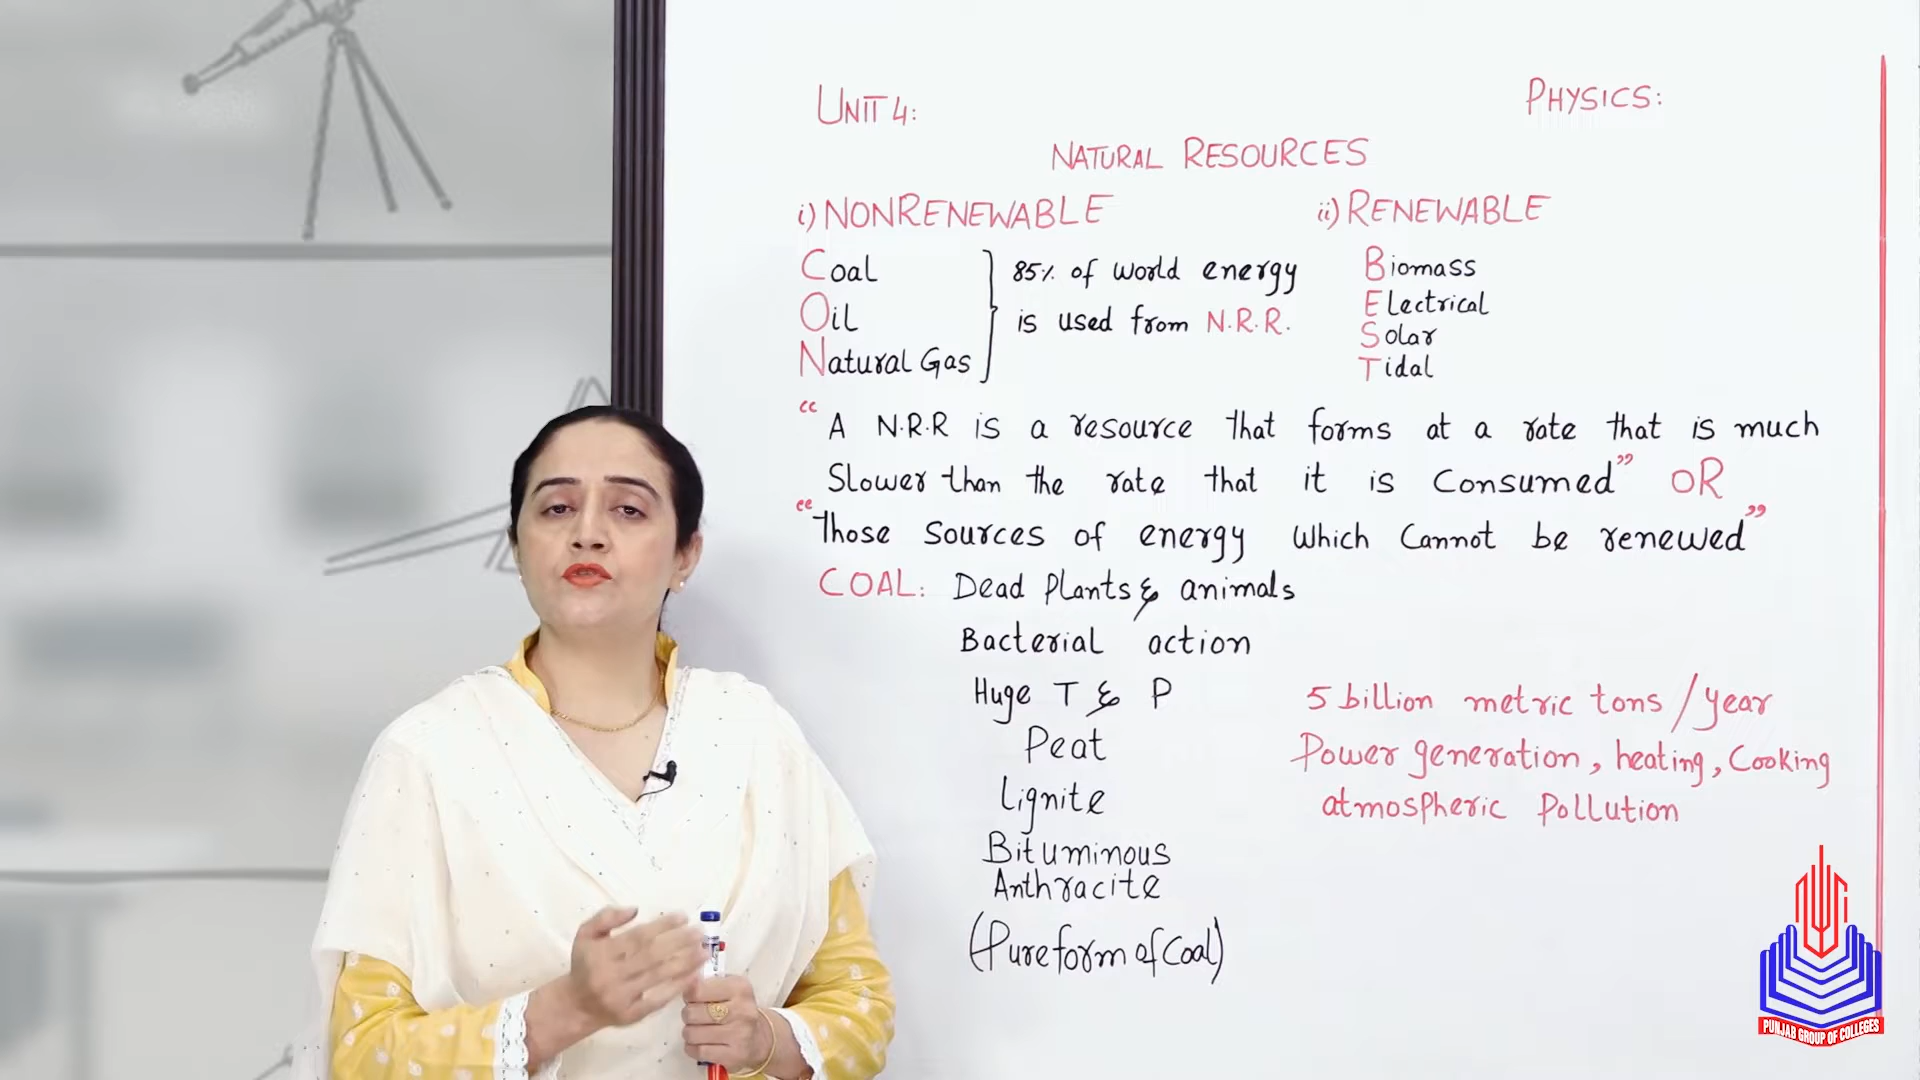 UNIT 4:
PHYSICS:
NATURAL RESOURCES
i) NONRENEWABLE
Coal
Oil
Natural Gas
85% of world energy
is used from N.R.R.
ii) RENEWABLE
Biomass
Electrical
Solar
Tidal
"A N.R.R is a resource that forms at a rate that is much
Slower than the rate that it is Consumed" OR
"Those Sources of energy which Cannot be renewed"
COAL: Dead Plants & animals
Bacterial action
Huge T & P
Peat
Lignite
Bituminous
Anthracite
(Pure form of Coal)
5 billion metric tons/year
Power generation, heating, Cooking
atmospheric Pollution
PUNJAB GROUP OF COLLEGES